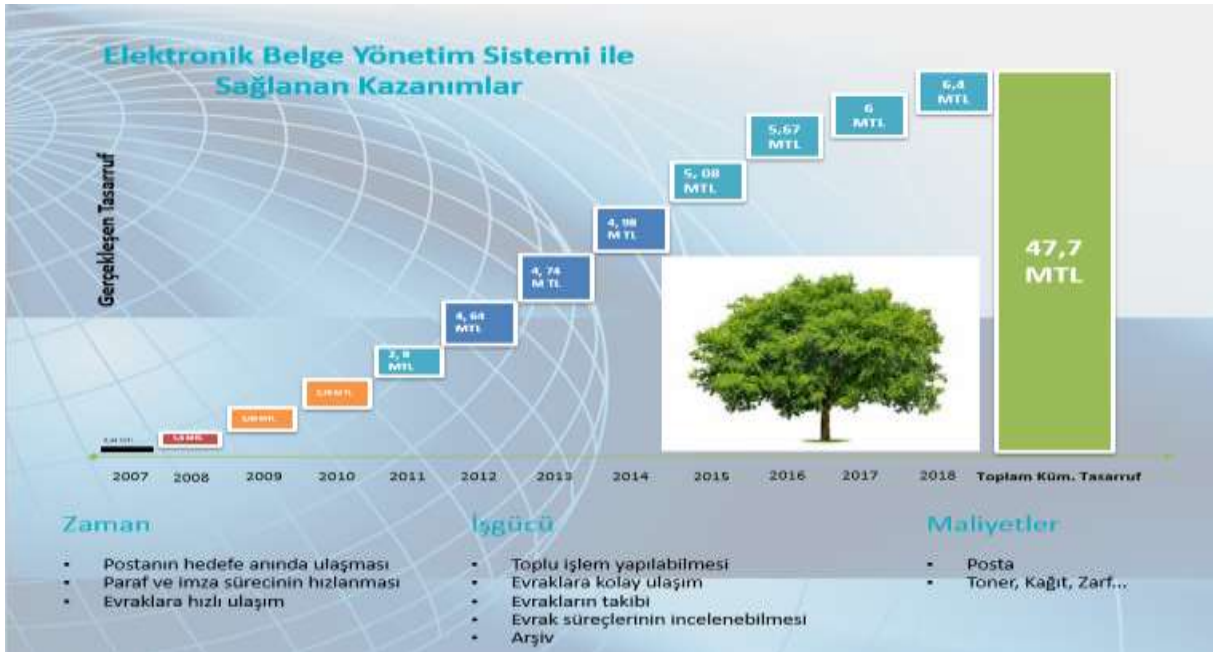 Elektronik Belge Yönetim Sistemi ile
Sağlanan Kazanımlar
Gerçekleşen Tasarruf
2, 8
MTL
4, 64
MTL
4, 74
M TL
4, 98
M TL
5, 08
MTL
5,67
MTL
6
MTL
6,4
MTL
47,7
MTL
2007 2008 2009 2010 2011 2012 2013 2014 2015 2016 2017 2018 Toplam Küm. Tasarruf
Zaman
▪ Postanın hedefe anında ulaşması
▪ Paraf ve imza sürecinin hızlanması
▪ Evraklara hızlı ulaşım
İşgücü
▪ Toplu işlem yapılabilmesi
▪ Evraklara kolay ulaşım
▪ Evrakların takibi
▪ Evrak süreçlerinin incelenebilmesi
▪ Arşiv
Maliyetler
▪ Posta
▪ Toner, Kağıt, Zarf...